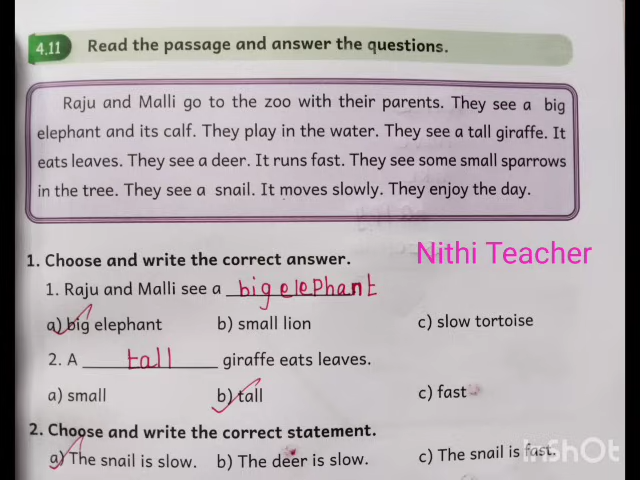 4.11 Read the passage and answer the questions.
Raju and Malli go to the zoo with their parents. They see a big
elephant and its calf. They play in the water. They see a tall giraffe. It
eats leaves. They see a deer. It runs fast. They see some small sparrows
in the tree. They see a snail. It moves slowly. They enjoy the day.
Nithi Teacher
1. Choose and write the correct answer.
1. Raju and Malli see a big elephant
a) big elephant b) small lion c) slow tortoise
2. A tall giraffe eats leaves.
a) small b) tall c) fast
2. Choose and write the correct statement.
a) The snail is slow. b) The deer is slow. c) The snail is fast.
InShOt